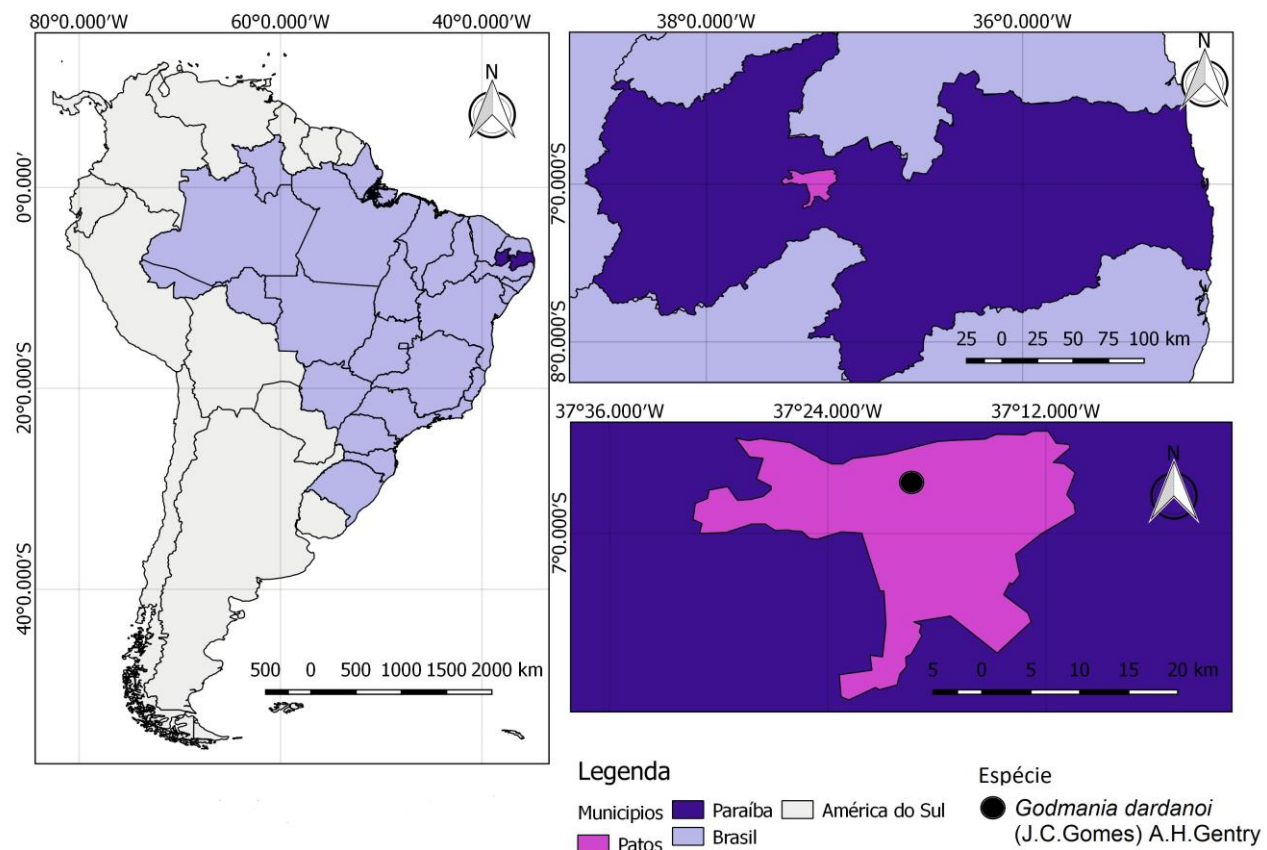 80°0.000'W 60°0.000'W 40°0.000'W
N
0°0.000'
20°0.000'S
40°0.000'S
500 0 500 1000 1500 2000 km
38°0.000'W 36°0.000'W
N
7°0.000'S
8°0.000'S
25 0 25 50 75 100 km
37°36.000'W 37°24.000'W 37°12.000'W
N
7°0.000'S
5 0 5 10 15 20 km
Legenda
Municipios Paraíba América do Sul
Patos Brasil
Espécie
Godmania dardanoi
(J.C.Gomes) A.H.Gentry